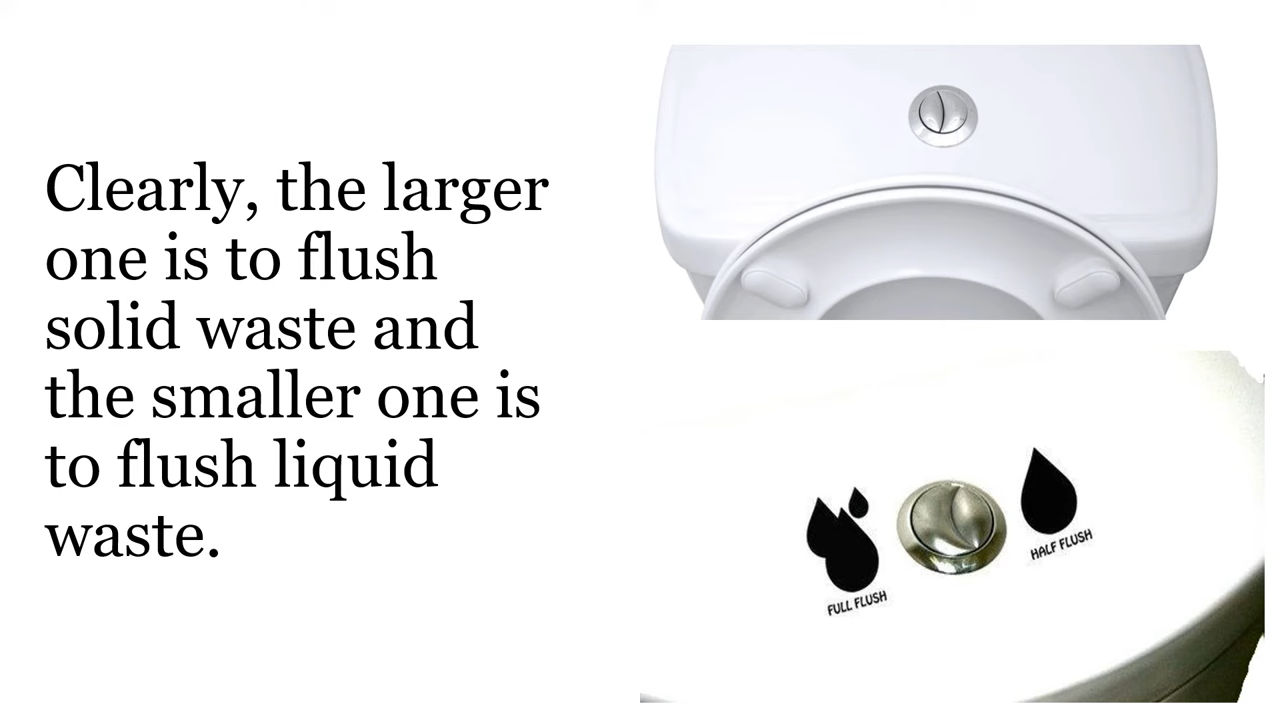 Clearly, the larger
one is to flush
solid waste and
the smaller one is
to flush liquid
waste.
FULL FLUSH
HALF FLUSH